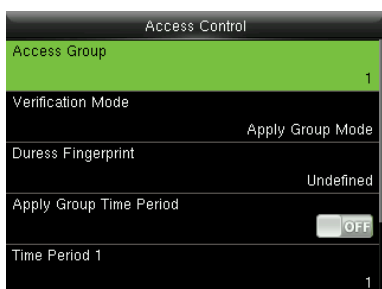 Access Control
Access Group
1
Verification Mode
Apply Group Mode
Duress Fingerprint
Undefined
Apply Group Time Period
OFF
Time Period 1
1